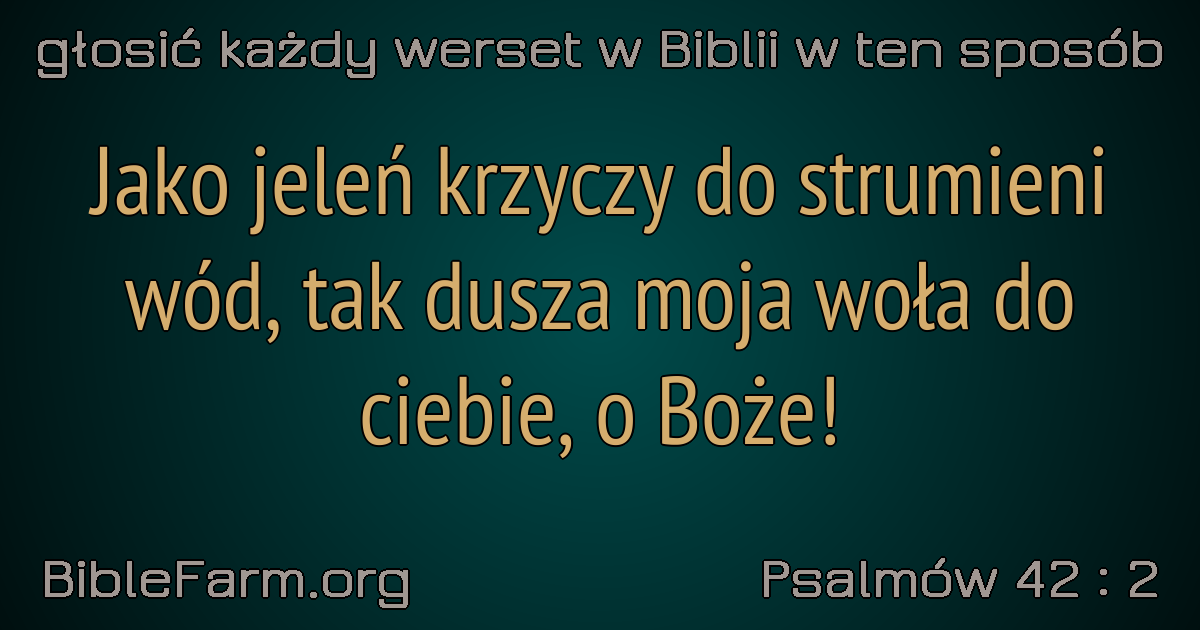 głosić każdy werset w Biblii w ten sposób
Jako jeleń krzyczy do strumieni
wód, tak dusza moja woła do
ciebie, o Boże!
BibleFarm.org
Psalmów 42 : 2